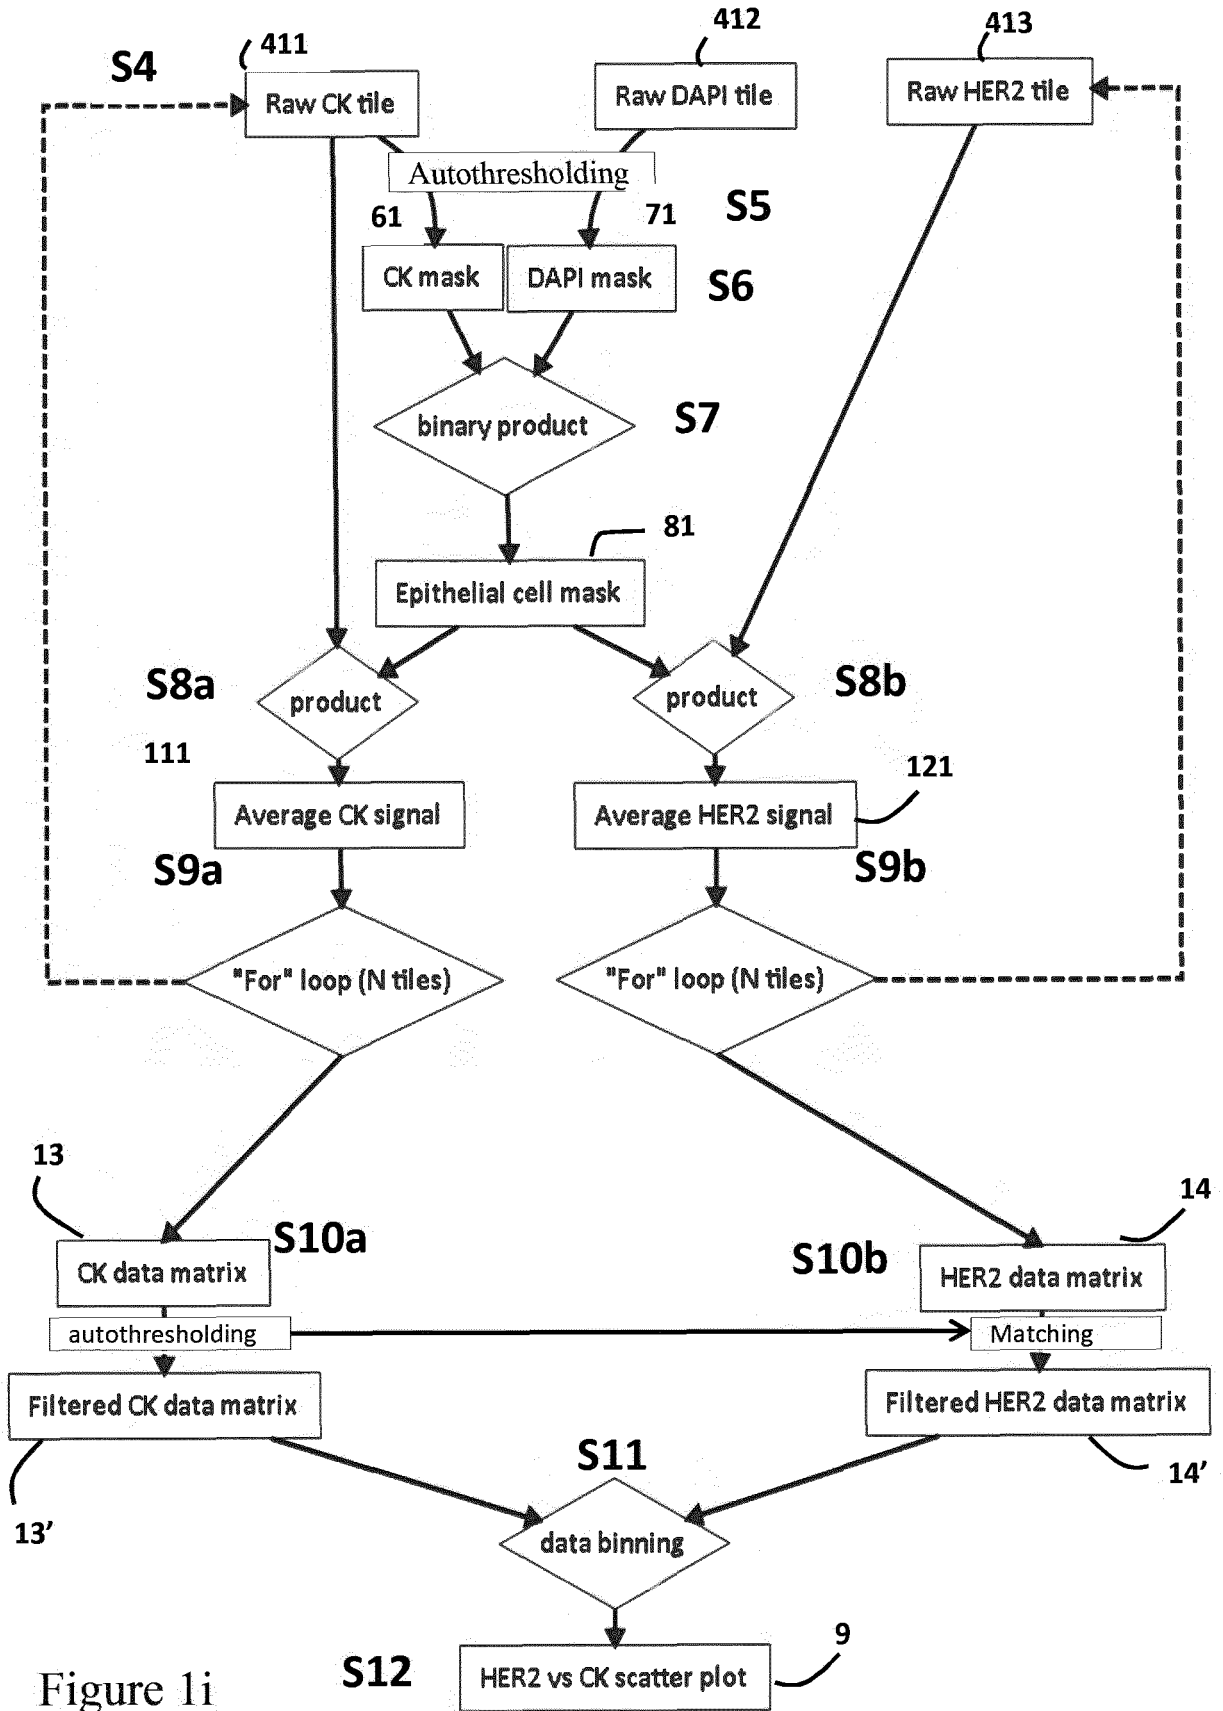 411
412
413
S4
Raw CK tile
Raw DAPI tile
Raw HER2 tile
Autothresholding
61
71
S5
CK mask
DAPI mask
S6
binary product
S7
81
Epithelial cell mask
S8a
product
product
S8b
111
121
Average CK signal
Average HER2 signal
S9a
S9b
"For" loop (N tiles)
"For" loop (N tiles)
13
14
S10a
S10b
CK data matrix
HER2 data matrix
autothresholding
Matching
Filtered CK data matrix
Filtered HER2 data matrix
13’
14’
S11
data binning
9
S12
HER2 vs CK scatter plot
Figure 1i